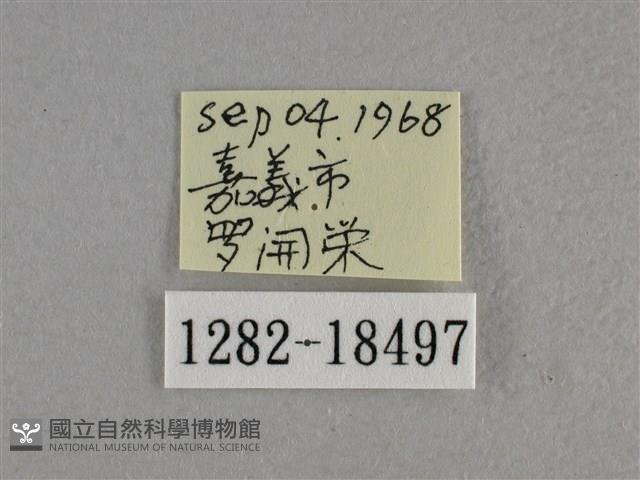 sep 04.1968
嘉義市
罗開栄
1282-18497
國立自然科學博物館
NATIONAL MUSEUM OF NATURAL SCIENCE